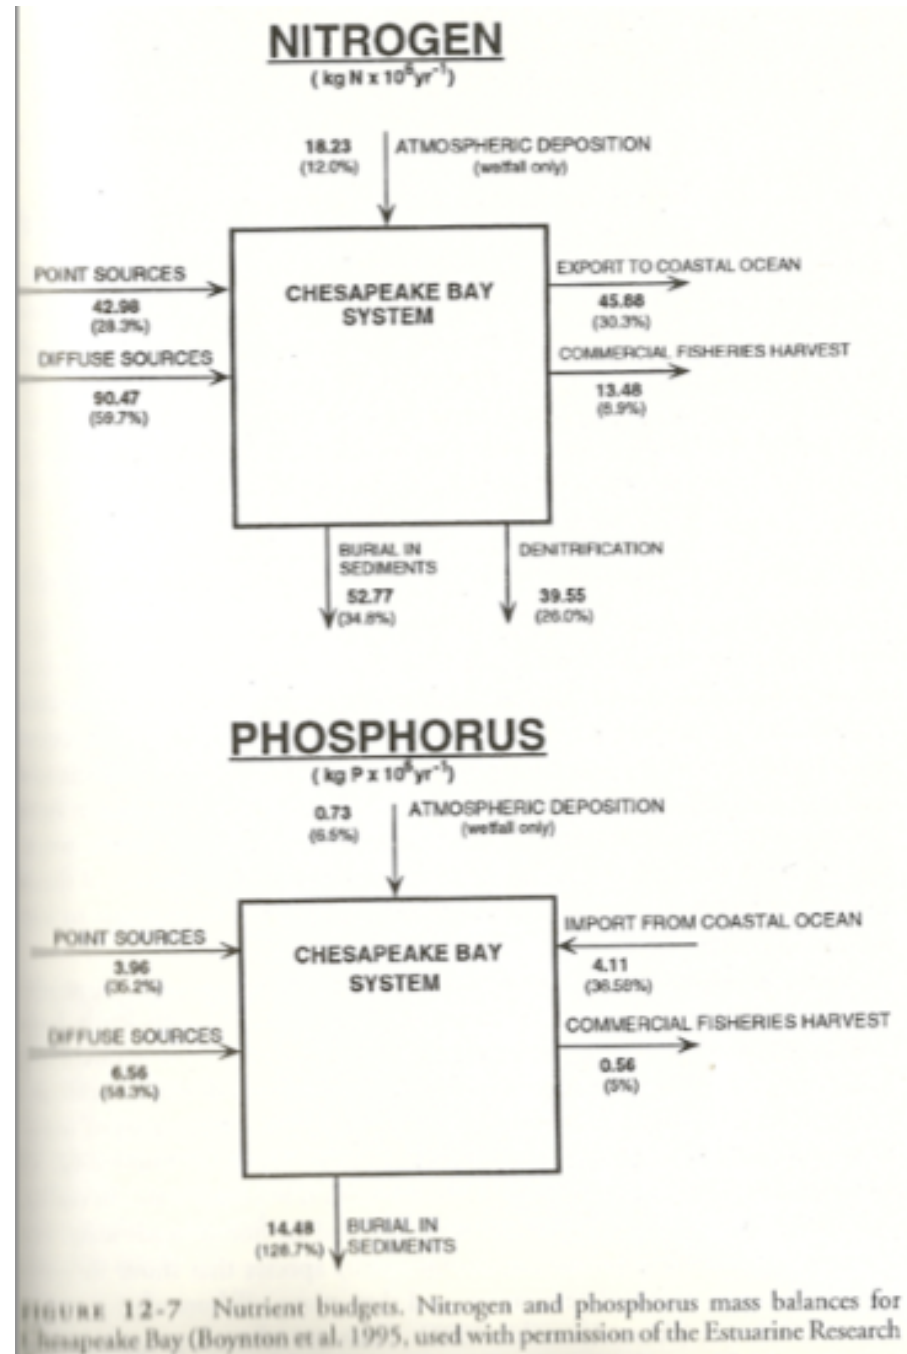 NITROGEN
( kg N x 10⁶yr⁻¹)
18.23
(12.0%)
ATMOSPHERIC DEPOSITION
(wetfall only)
POINT SOURCES
42.98
(28.3%)
DIFFUSE SOURCES
90.47
(59.7%)
CHESAPEAKE BAY
SYSTEM
EXPORT TO COASTAL OCEAN
45.88
(30.3%)
COMMERCIAL FISHERIES HARVEST
13.48
(8.9%)
BURIAL IN
SEDIMENTS
52.77
(34.8%)
DENITRIFICATION
39.55
(26.0%)
PHOSPHORUS
( kg P x 10⁶yr⁻¹)
0.73
(6.5%)
ATMOSPHERIC DEPOSITION
(wetfall only)
POINT SOURCES
3.96
(35.2%)
DIFFUSE SOURCES
6.56
(58.3%)
CHESAPEAKE BAY
SYSTEM
IMPORT FROM COASTAL OCEAN
4.11
(36.58%)
COMMERCIAL FISHERIES HARVEST
0.56
(5%)
14.48
(128.7%)
BURIAL IN
SEDIMENTS
FIGURE 12-7 Nutrient budgets. Nitrogen and phosphorus mass balances for
Chesapeake Bay (Boynton et al. 1995, used with permission of the Estuarine Research